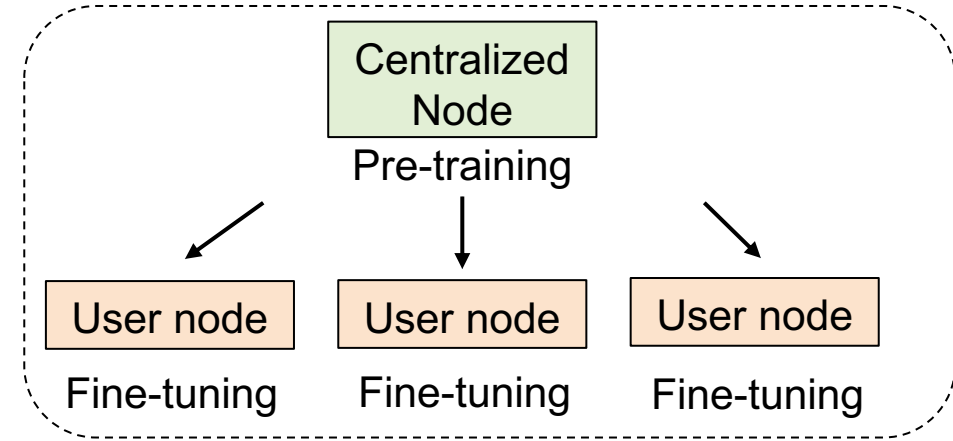 Centralized
Node
Pre-training
User node
User node
User node
Fine-tuning
Fine-tuning
Fine-tuning